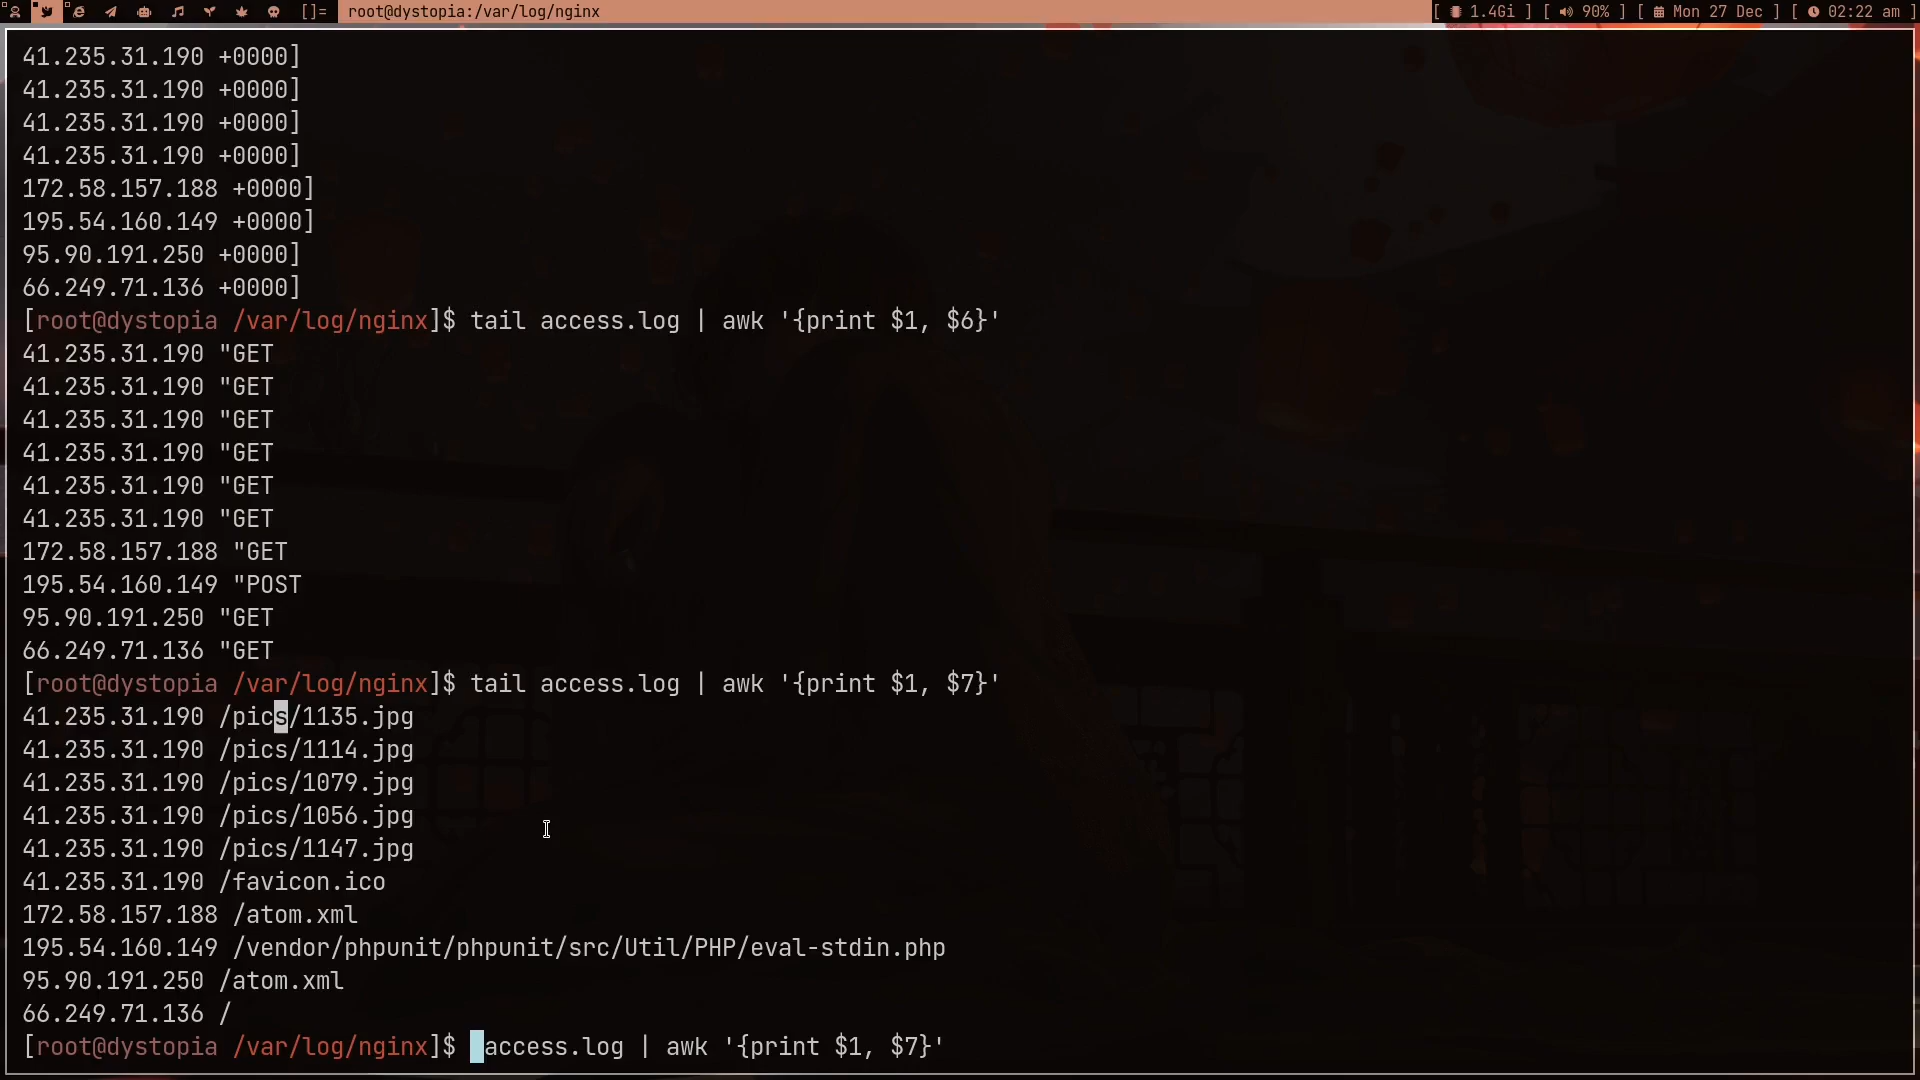 []= root@dystopia:/var/log/nginx [ 1.4Gi ] [ 90% ] [ Mon 27 Dec ] [ 02:22 am ]
41.235.31.190 +0000]
41.235.31.190 +0000]
41.235.31.190 +0000]
41.235.31.190 +0000]
172.58.157.188 +0000]
195.54.160.149 +0000]
95.90.191.250 +0000]
66.249.71.136 +0000]
[root@dystopia /var/log/nginx]$ tail access.log | awk '{print $1, $6}'
41.235.31.190 "GET
41.235.31.190 "GET
41.235.31.190 "GET
41.235.31.190 "GET
41.235.31.190 "GET
41.235.31.190 "GET
172.58.157.188 "GET
195.54.160.149 "POST
95.90.191.250 "GET
66.249.71.136 "GET
[root@dystopia /var/log/nginx]$ tail access.log | awk '{print $1, $7}'
41.235.31.190 /pics/1135.jpg
41.235.31.190 /pics/1114.jpg
41.235.31.190 /pics/1079.jpg
41.235.31.190 /pics/1056.jpg
41.235.31.190 /pics/1147.jpg
41.235.31.190 /favicon.ico
172.58.157.188 /atom.xml
195.54.160.149 /vendor/phpunit/phpunit/src/Util/PHP/eval-stdin.php
95.90.191.250 /atom.xml
66.249.71.136 /
[root@dystopia /var/log/nginx]$ access.log | awk '{print $1, $7}'